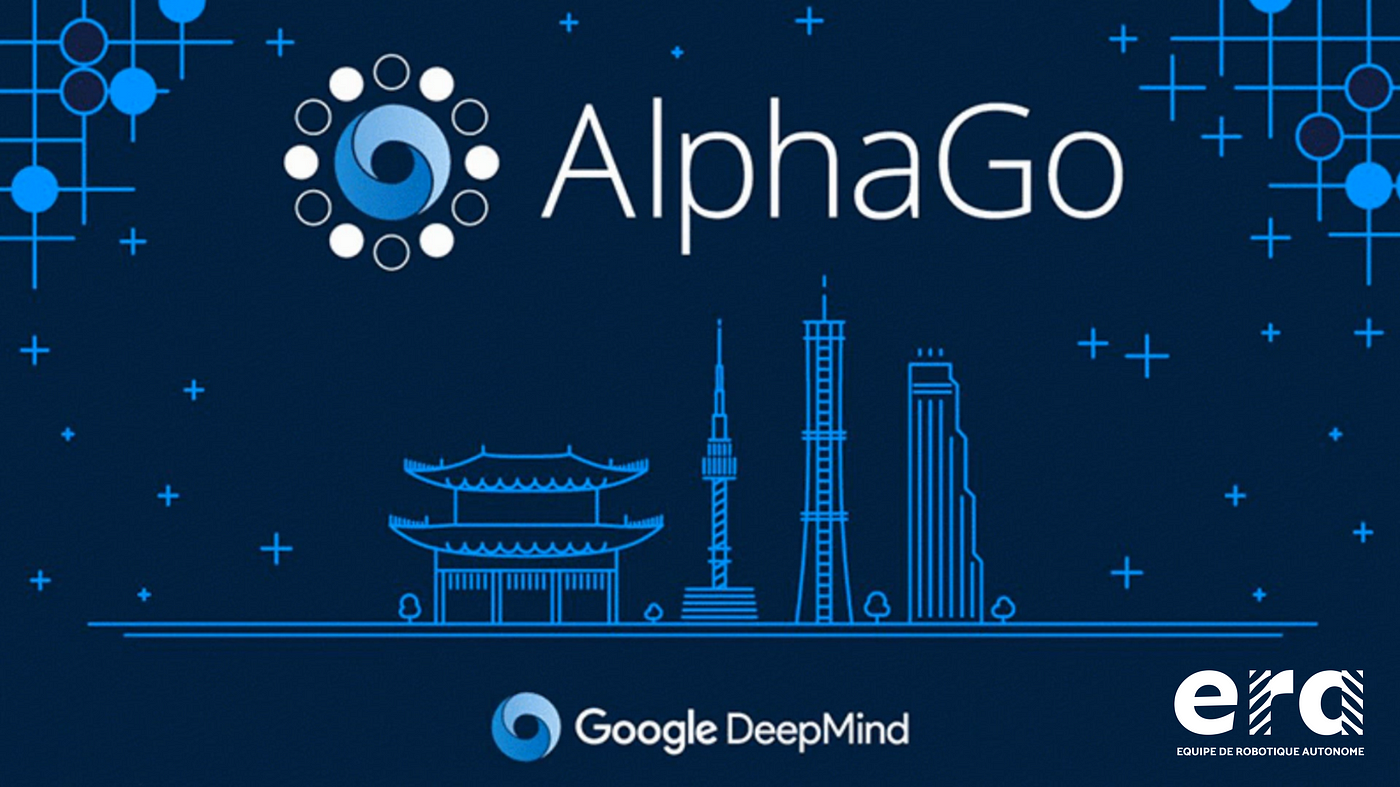 AlphaGo
Google DeepMind
era
EQUIPE DE ROBOTIQUE AUTONOME